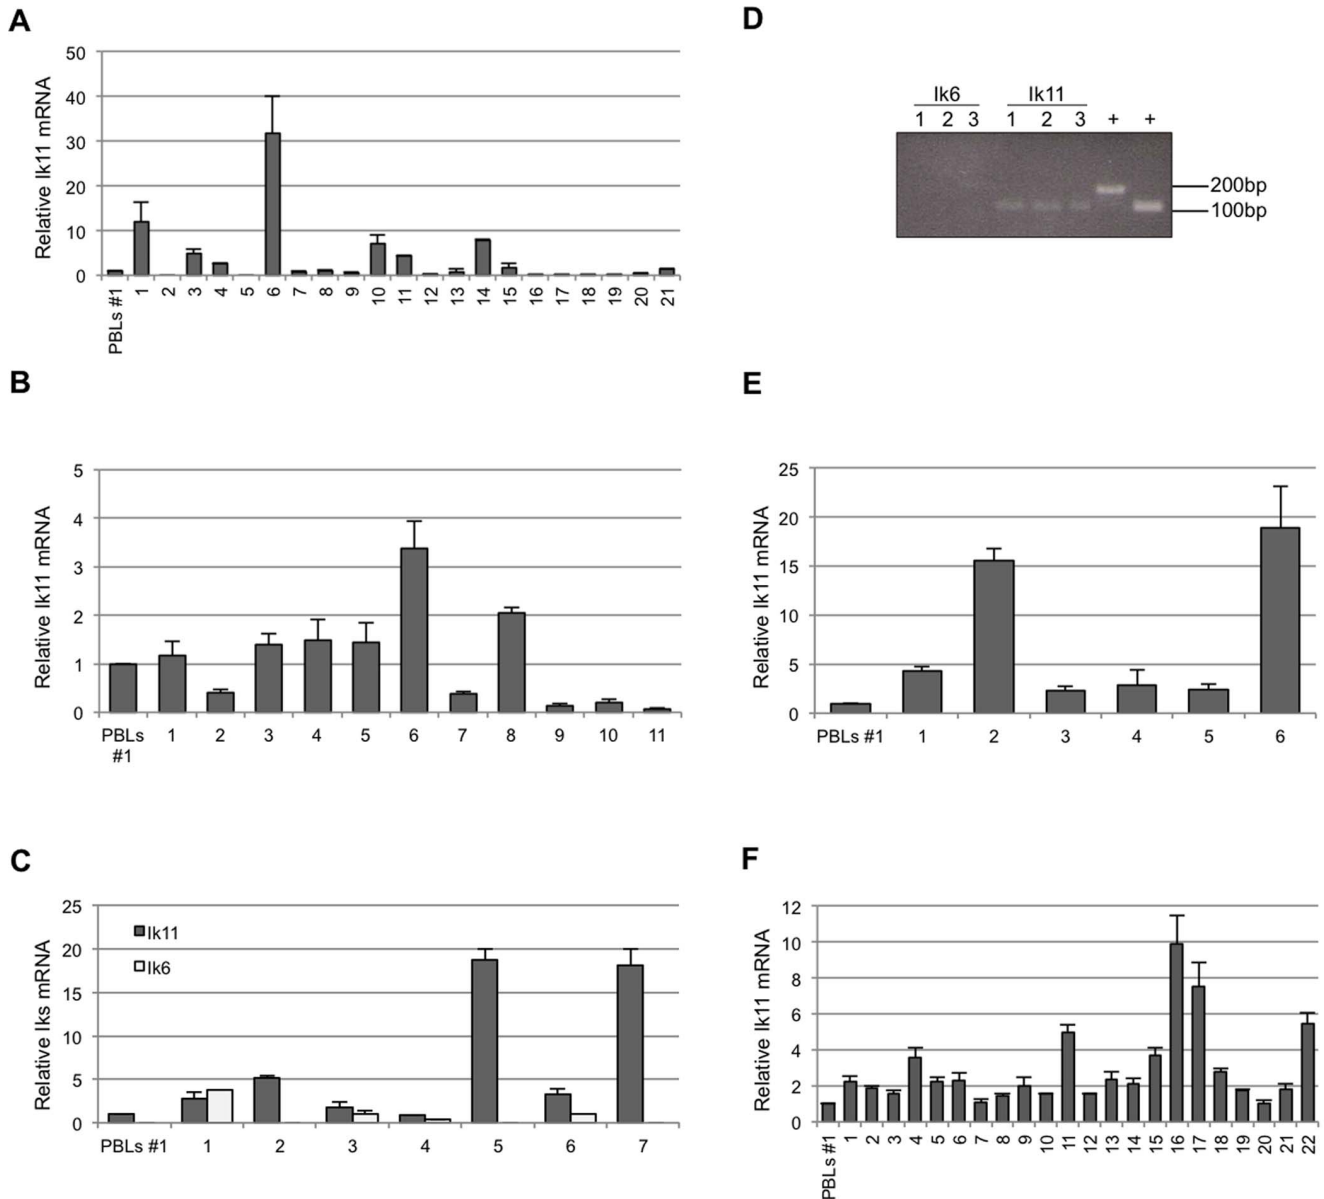 A
Relative Ik11 mRNA
50
40
30
20
10
0
PBLs #1 1 2 3 4 5 6 7 8 9 10 11 12 13 14 15 16 17 18 19 20 21
D
Ik6 Ik11
1 2 3 1 2 3 + +
200bp
100bp
B
Relative Ik11 mRNA
5
4
3
2
1
0
PBLs 1 2 3 4 5 6 7 8 9 10 11
#1
E
Relative Ik11 mRNA
25
20
15
10
5
0
PBLs #1 1 2 3 4 5 6
C
Relative Iks mRNA
25
20
15
10
5
0
Ik11
Ik6
PBLs #1 1 2 3 4 5 6 7
F
Relative Ik11 mRNA
12
10
8
6
4
2
0
PBLs #1 1 2 3 4 5 6 7 8 9 10 11 12 13 14 15 16 17 18 19 20 21 22